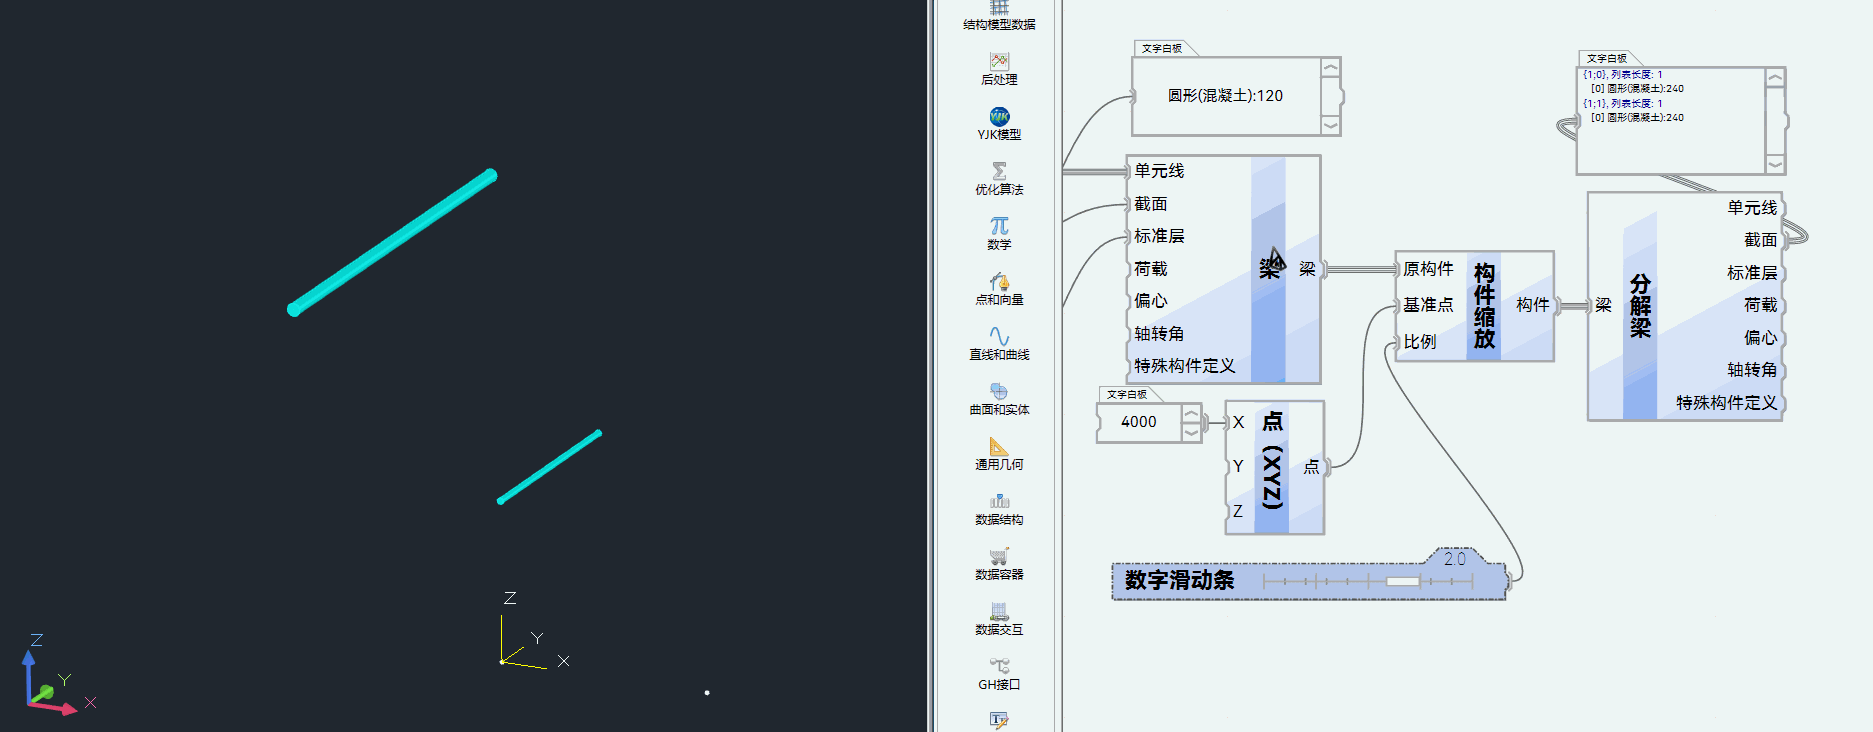 Z
Y
X
Z
Y
X
结构模型数据
后处理
YJK
YJK模型
优化算法
数学
点和向量
直线和曲线
曲面和实体
通用几何
数据结构
数据容器
数据交互
GH接口
文字白板
圆形(混凝土):120
单元线
截面
标准层
荷载
偏心
轴转角
特殊构件定义
梁
梁
文字白板
4000
X
Y
Z
点（XYZ）
点
数字滑动条
2.0
原构件
基准点
比例
构件缩放
构件
文字白板
{1;0}, 列表长度: 1
[0] 圆形(混凝土):240
{1;1}, 列表长度: 1
[0] 圆形(混凝土):240
梁
分解梁
单元线
截面
标准层
荷载
偏心
轴转角
特殊构件定义